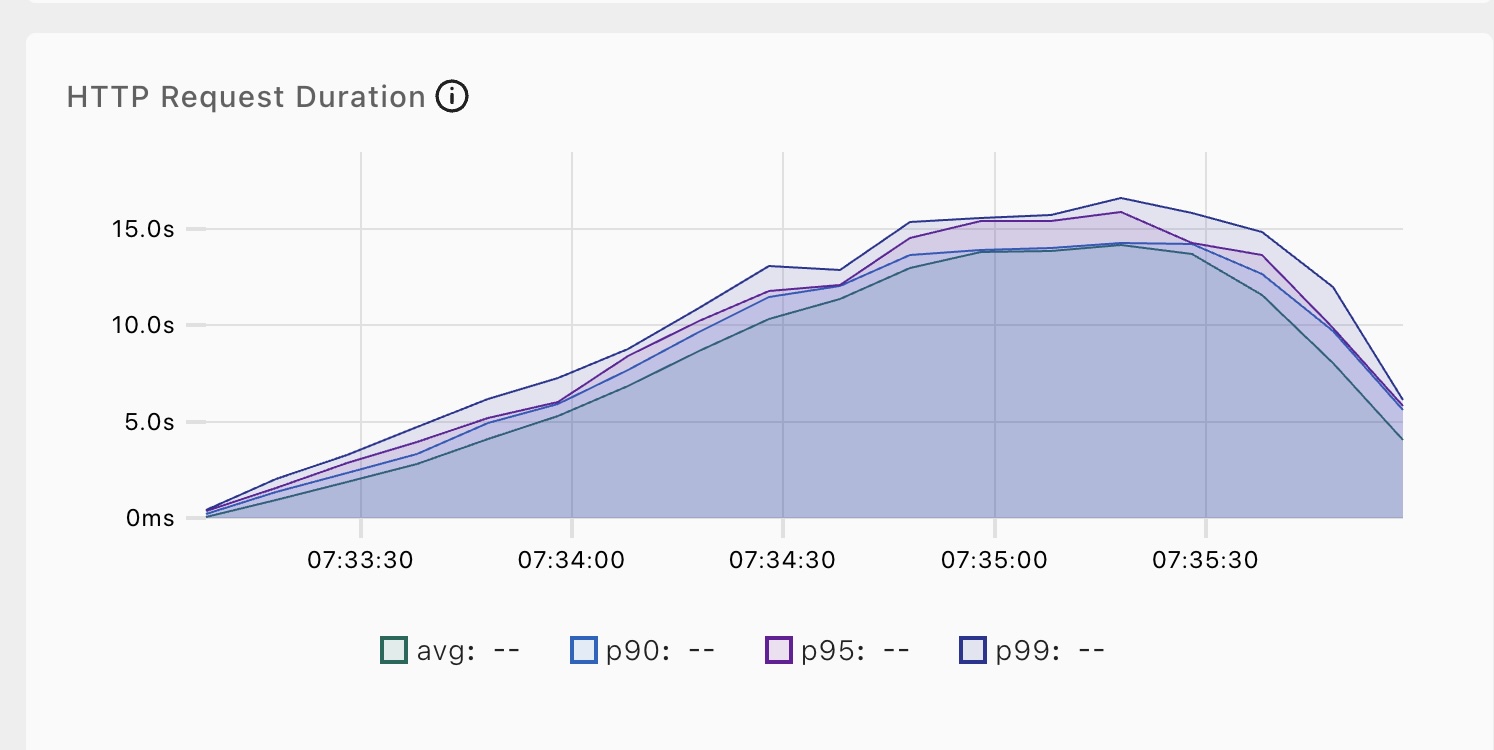 HTTP Request Duration
15.0s
10.0s
5.0s
0ms
07:33:30 07:34:00 07:34:30 07:35:00 07:35:30
avg: -- p90: -- p95: -- p99: --